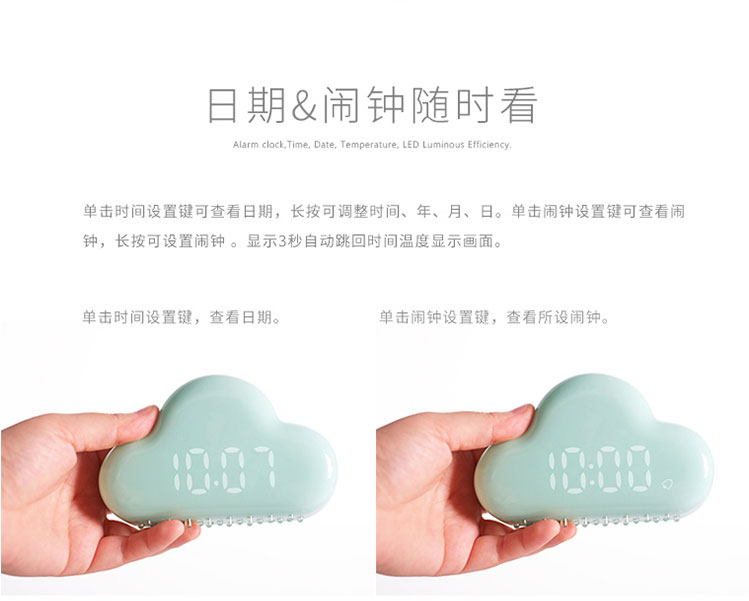 日期&闹钟随时看
Alarm clock,Time, Date, Temperature, LED Luminous Efficiency.
单击时间设置键可查看日期，长按可调整时间、年、月、日。单击闹钟设置键可查看闹
钟，长按可设置闹钟 。显示3秒自动跳回时间温度显示画面。
单击时间设置键，查看日期。
单击闹钟设置键，查看所设闹钟。
10.07
10:00